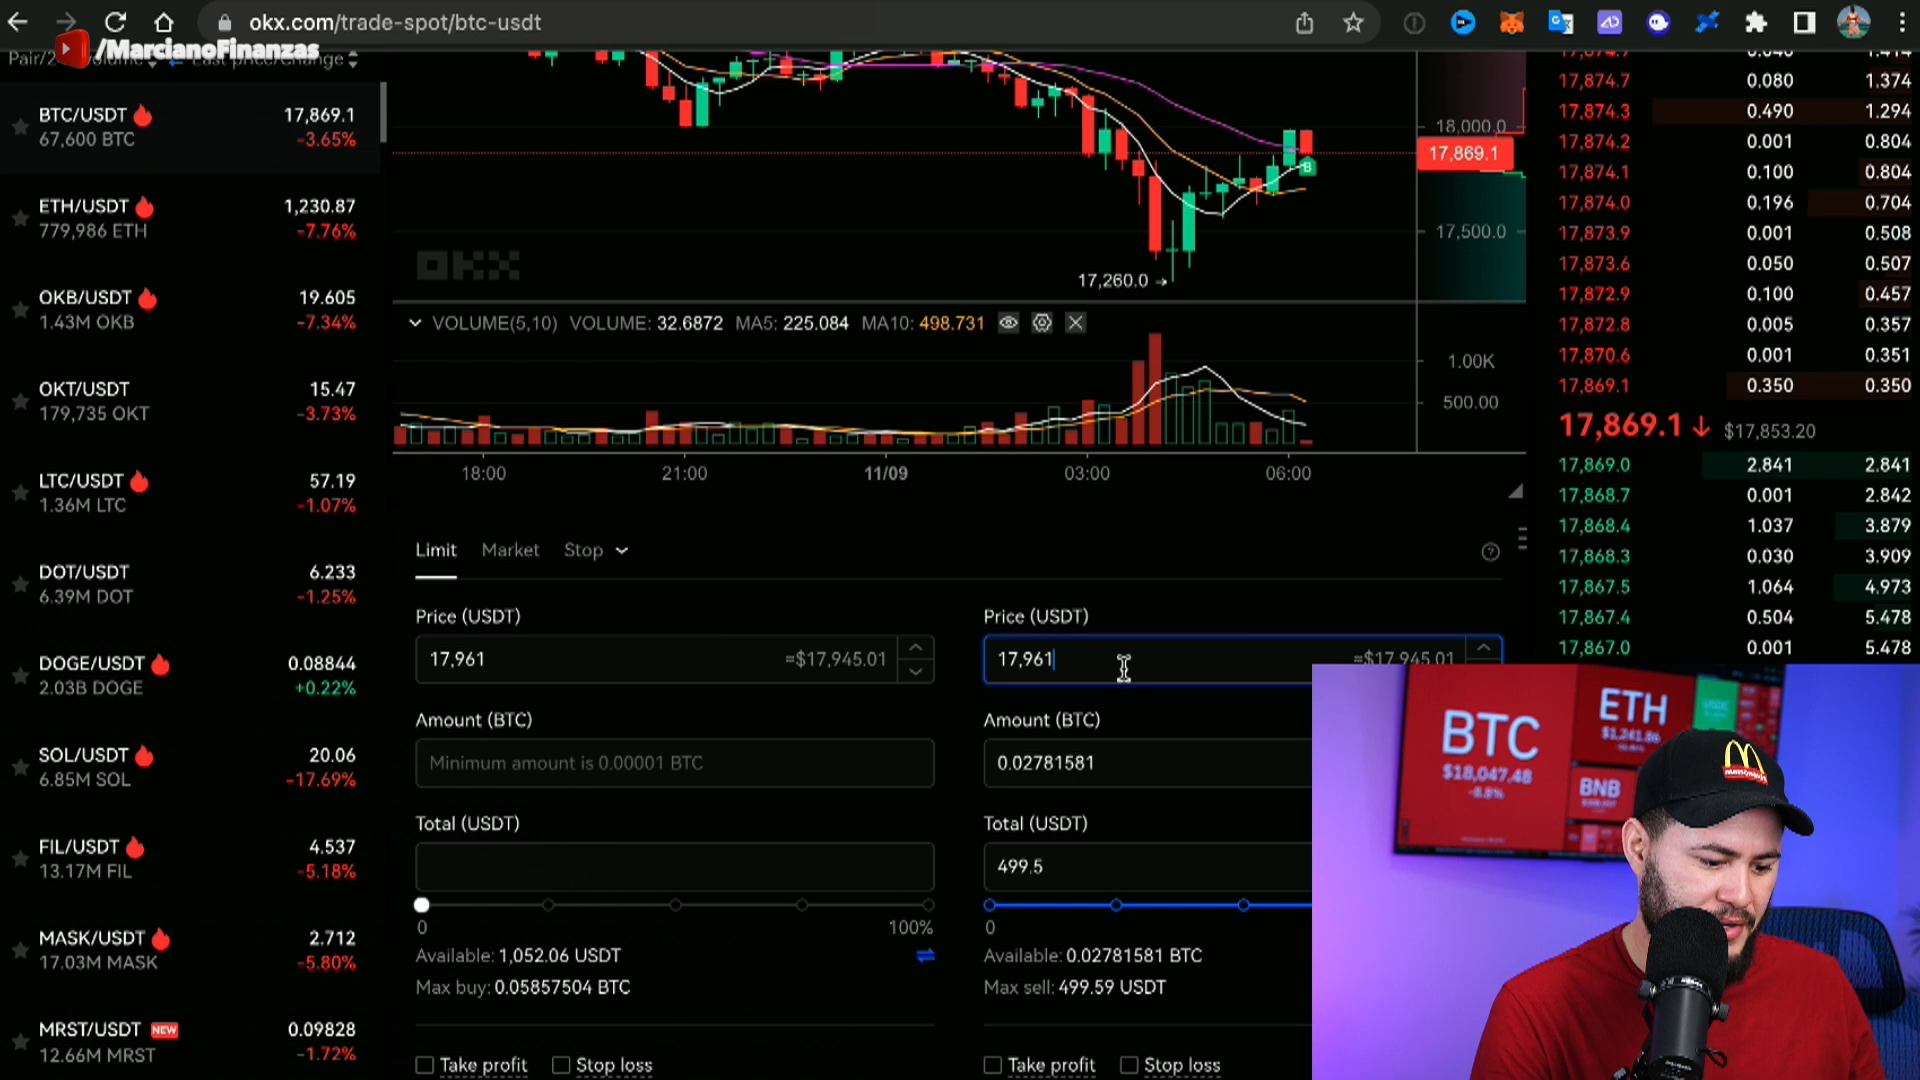 okx.com/trade-spot/btc-usdt
/MarcianoFinanzas
BTC/USDT 17,869.1
67,600 BTC -3.65%
ETH/USDT 1,230.87
779,986 ETH -7.76%
OKB/USDT 19.605
1.43M OKB -7.34%
OKT/USDT 15.47
179,735 OKT -3.73%
LTC/USDT 57.19
1.36M LTC -1.07%
DOT/USDT 6.233
6.39M DOT -1.25%
DOGE/USDT 0.08844
2.03B DOGE +0.22%
SOL/USDT 20.06
6.85M SOL -17.69%
FIL/USDT 4.537
13.17M FIL -5.18%
MASK/USDT 2.712
17.03M MASK -5.80%
MRST/USDT NEW 0.09828
12.66M MRST -1.72%
18,000.0
17,869.1
B
17,500.0
OKX
17,260.0
VOLUME(5,10) VOLUME: 32.6872 MA5: 225.084 MA10: 498.731
1.00K
500.00
18:00 21:00 11/09 03:00 06:00
Limit Market Stop
Price (USDT)
17,961 ≈$17,945.01
Amount (BTC)
Minimum amount is 0.00001 BTC
Total (USDT)
0 100%
Available: 1,052.06 USDT
Max buy: 0.05857504 BTC
Take profit Stop loss
Price (USDT)
17,961 ≈$17,945.01
Amount (BTC)
0.02781581
Total (USDT)
499.5
0
Available: 0.02781581 BTC
Max sell: 499.59 USDT
Take profit Stop loss
17,874.7 0.080 1.374
17,874.3 0.490 1.294
17,874.2 0.001 0.804
17,874.1 0.100 0.804
17,874.0 0.196 0.704
17,873.9 0.001 0.508
17,873.6 0.050 0.507
17,872.9 0.100 0.457
17,872.8 0.005 0.357
17,870.6 0.001 0.351
17,869.1 0.350 0.350
17,869.1 $17,853.20
17,869.0 2.841 2.841
17,868.7 0.001 2.842
17,868.4 1.037 3.879
17,868.3 0.030 3.909
17,867.5 1.064 4.973
17,867.4 0.504 5.478
17,867.0 0.001 5.478
BTC
$18,047.48
ETH
$1,241.86
BNB